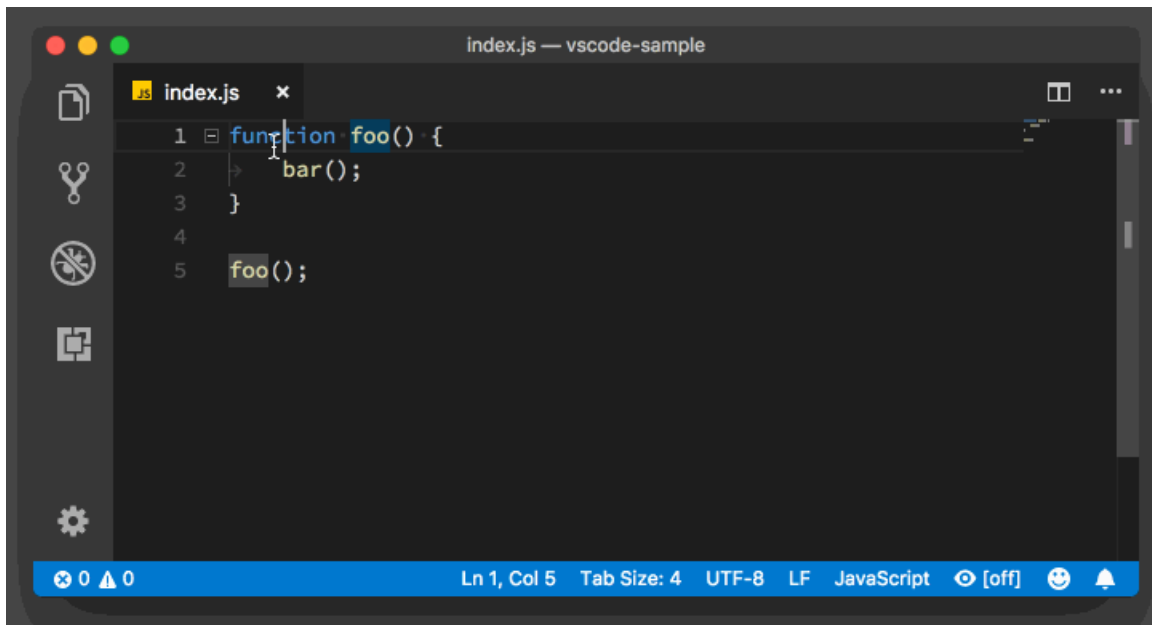 index.js — vscode-sample
JS index.js ×
1 function foo() {
2 bar();
3 }
4
5 foo();
0 0 Ln 1, Col 5 Tab Size: 4 UTF-8 LF JavaScript [off]